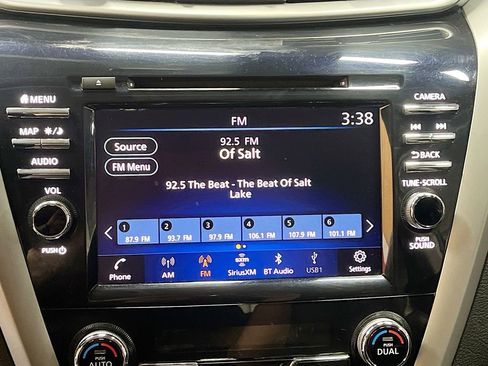 MENU
CAMERA
FM
3:38
MAP
Source
92.5 FM
Of Salt
FM Menu
BACK
AUDIO
92.5 The Beat - The Beat Of Salt
Lake
VOL
TUNE•SCROLL
1 2 3 4 5 6
87.9 FM 93.7 FM 97.9 FM 106.1 FM 107.9 FM 101.1 FM
PUSH
PUSH
SOUND
sxm
Phone AM FM SiriusXM BT Audio USB1 Settings
PUSH
AUTO
PUSH
DUAL